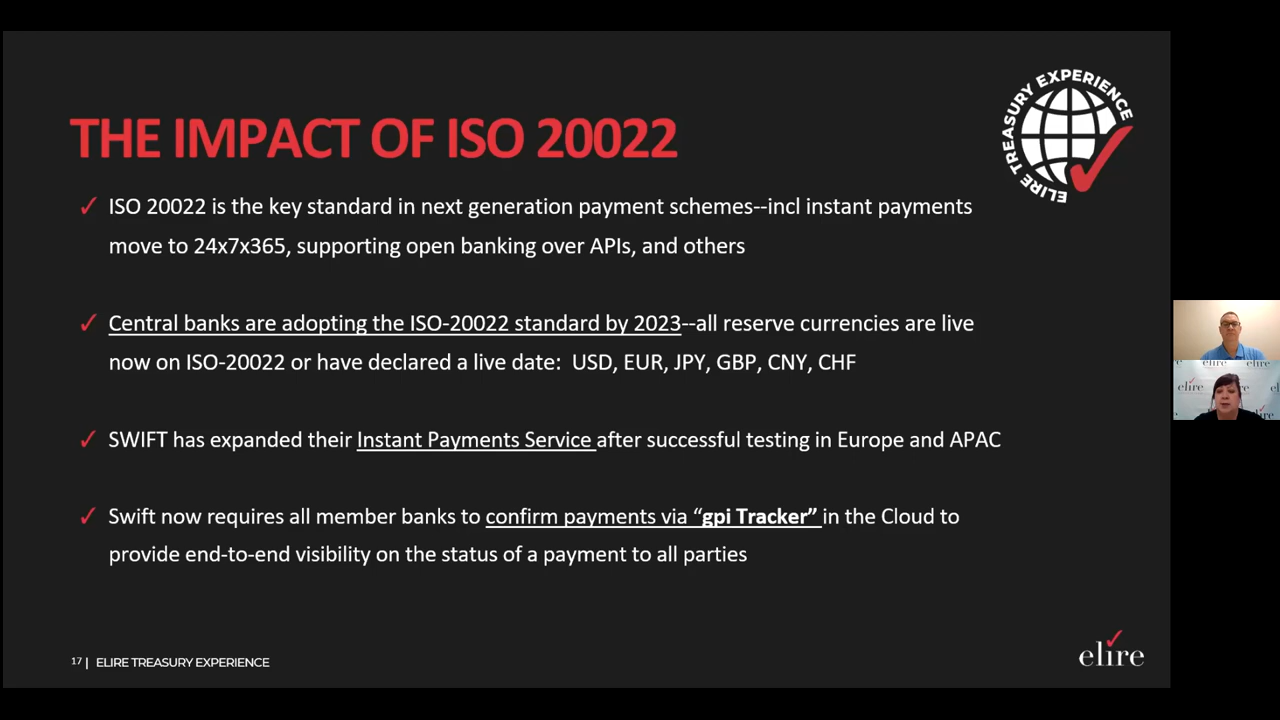 ELIRE TREASURY EXPERIENCE
THE IMPACT OF ISO 20022
✓ ISO 20022 is the key standard in next generation payment schemes--incl instant payments
move to 24x7x365, supporting open banking over APIs, and others
✓ Central banks are adopting the ISO-20022 standard by 2023--all reserve currencies are live
now on ISO-20022 or have declared a live date: USD, EUR, JPY, GBP, CNY, CHF
✓ SWIFT has expanded their Instant Payments Service after successful testing in Europe and APAC
✓ Swift now requires all member banks to confirm payments via “gpi Tracker” in the Cloud to
provide end-to-end visibility on the status of a payment to all parties
elire
elire
elire
17 | ELIRE TREASURY EXPERIENCE
elire